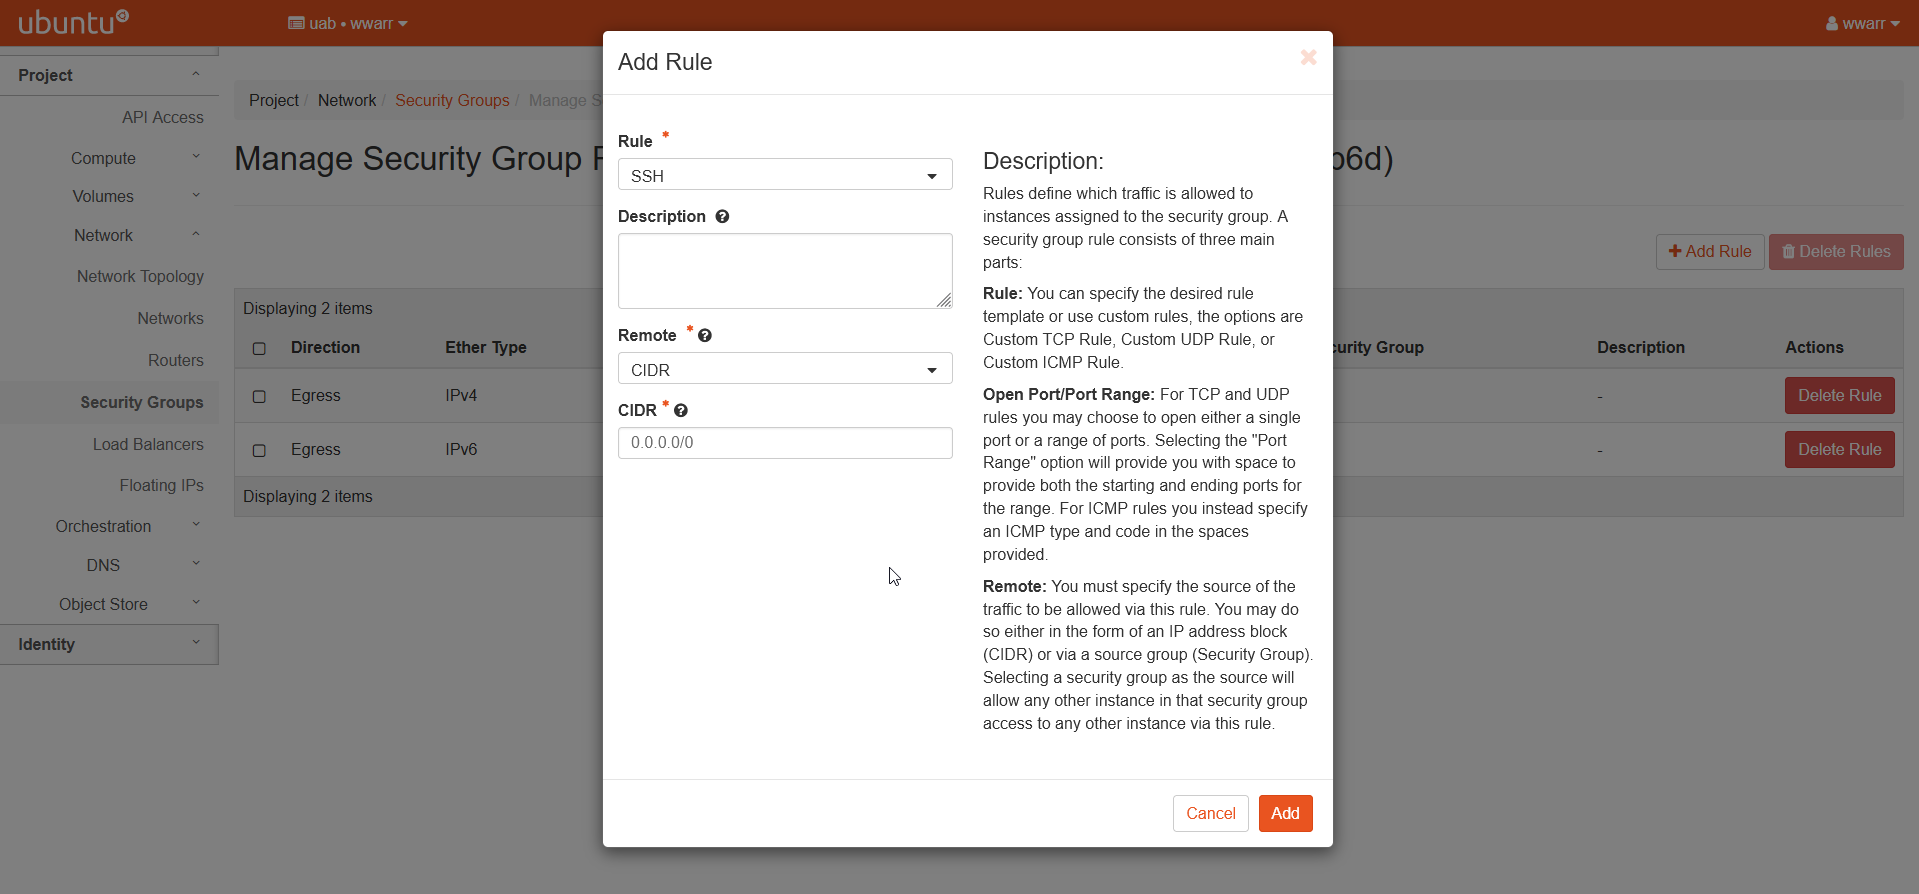 ubuntu
uab • wwarr
wwarr
Project
API Access
Compute
Volumes
Network
Network Topology
Networks
Routers
Security Groups
Load Balancers
Floating IPs
Orchestration
DNS
Object Store
Identity
Project / Network / Security Groups / Manage S
Manage Security Group
b6d)
Add Rule
Delete Rules
Displaying 2 items
Direction Ether Type
curity Group Description Actions
Egress IPv4 - Delete Rule
Egress IPv6 - Delete Rule
Displaying 2 items
Add Rule
Rule *
SSH
Description
Remote *
CIDR
CIDR *
0.0.0.0/0
Description:
Rules define which traffic is allowed to
instances assigned to the security group. A
security group rule consists of three main
parts:
Rule: You can specify the desired rule
template or use custom rules, the options are
Custom TCP Rule, Custom UDP Rule, or
Custom ICMP Rule.
Open Port/Port Range: For TCP and UDP
rules you may choose to open either a single
port or a range of ports. Selecting the "Port
Range" option will provide you with space to
provide both the starting and ending ports for
the range. For ICMP rules you instead specify
an ICMP type and code in the spaces
provided.
Remote: You must specify the source of the
traffic to be allowed via this rule. You may do
so either in the form of an IP address block
(CIDR) or via a source group (Security Group).
Selecting a security group as the source will
allow any other instance in that security group
access to any other instance via this rule.
Cancel
Add